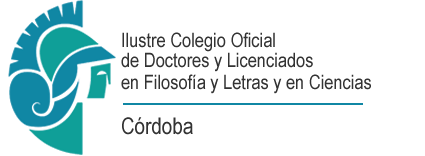 Ilustre Colegio Oficial
de Doctores y Licenciados
en Filosofía y Letras y en Ciencias
Córdoba